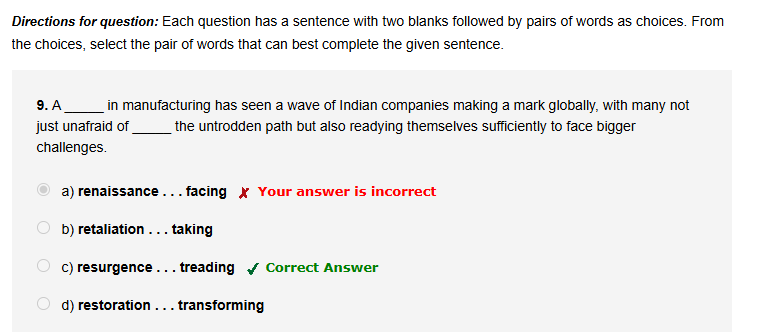 Directions for question: Each question has a sentence with two blanks followed by pairs of words as choices. From
the choices, select the pair of words that can best complete the given sentence.
9. A _____ in manufacturing has seen a wave of Indian companies making a mark globally, with many not
just unafraid of _____ the untrodden path but also readying themselves sufficiently to face bigger
challenges.
a) renaissance . . . facing ✘ Your answer is incorrect
b) retaliation . . . taking
c) resurgence . . . treading ✓ Correct Answer
d) restoration . . . transforming